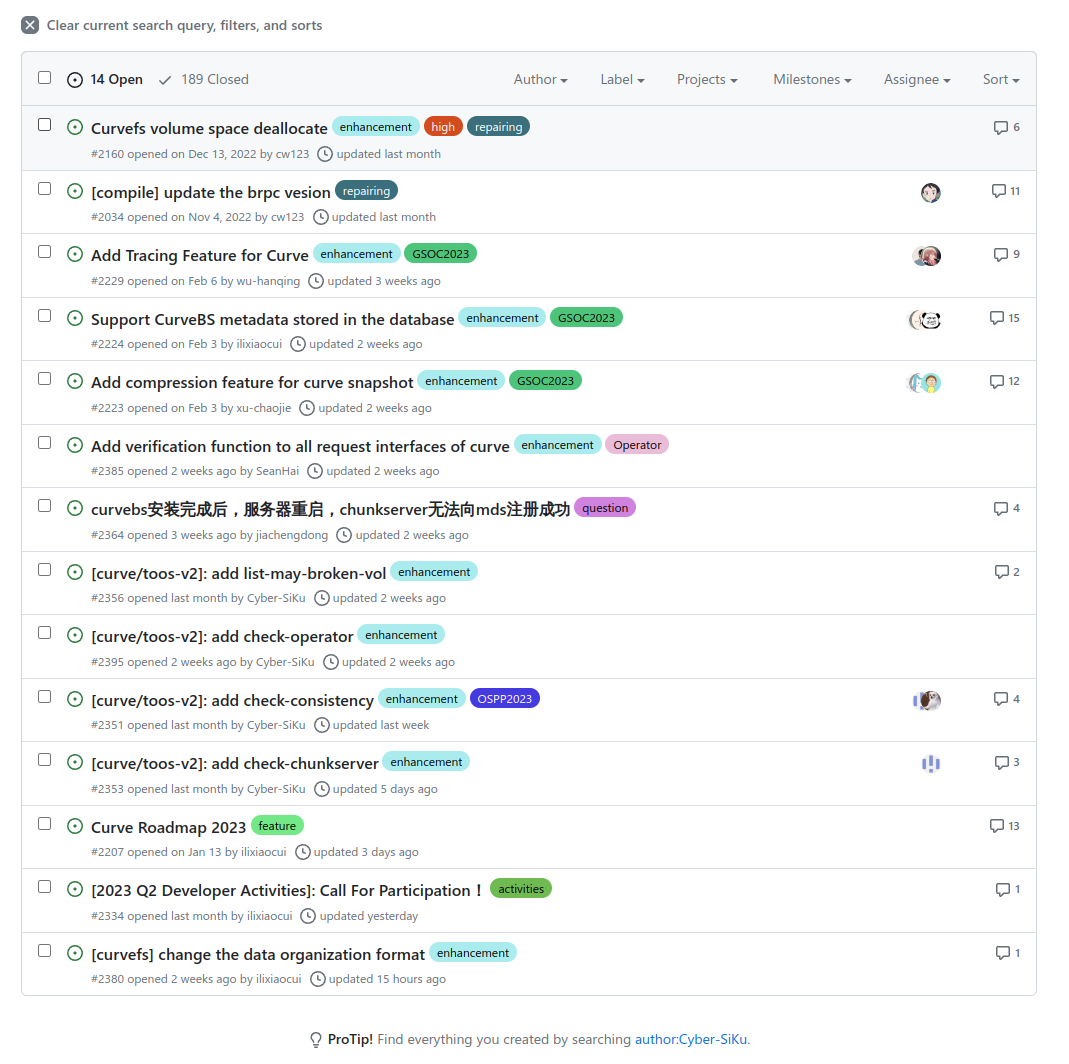 Clear current search query, filters, and sorts
14 Open 189 Closed Author Label Projects Milestones Assignee Sort
Curvefs volume space deallocate enhancement high repairing 6
#2160 opened on Dec 13, 2022 by cw123 updated last month
[compile] update the brpc vesion repairing 11
#2034 opened on Nov 4, 2022 by cw123 updated last month
Add Tracing Feature for Curve enhancement GSOC2023 9
#2229 opened on Feb 6 by wu-hanqing updated 3 weeks ago
Support CurveBS metadata stored in the database enhancement GSOC2023 15
#2224 opened on Feb 3 by ilixiaocui updated 2 weeks ago
Add compression feature for curve snapshot enhancement GSOC2023 12
#2223 opened on Feb 3 by xu-chaojie updated 2 weeks ago
Add verification function to all request interfaces of curve enhancement Operator
#2385 opened 2 weeks ago by SeanHai updated 2 weeks ago
curvebs安装完成后，服务器重启，chunkserver无法向mds注册成功 question 4
#2364 opened 3 weeks ago by jiachengdong updated 2 weeks ago
[curve/toos-v2]: add list-may-broken-vol enhancement 2
#2356 opened last month by Cyber-SiKu updated 2 weeks ago
[curve/toos-v2]: add check-operator enhancement
#2395 opened 2 weeks ago by Cyber-SiKu updated 2 weeks ago
[curve/toos-v2]: add check-consistency enhancement OSPP2023 4
#2351 opened last month by Cyber-SiKu updated last week
[curve/toos-v2]: add check-chunkserver enhancement 3
#2353 opened last month by Cyber-SiKu updated 5 days ago
Curve Roadmap 2023 feature 13
#2207 opened on Jan 13 by ilixiaocui updated 3 days ago
[2023 Q2 Developer Activities]: Call For Participation！ activities 1
#2334 opened last month by ilixiaocui updated yesterday
[curvefs] change the data organization format enhancement 1
#2380 opened 2 weeks ago by ilixiaocui updated 15 hours ago
ProTip! Find everything you created by searching author:Cyber-SiKu.